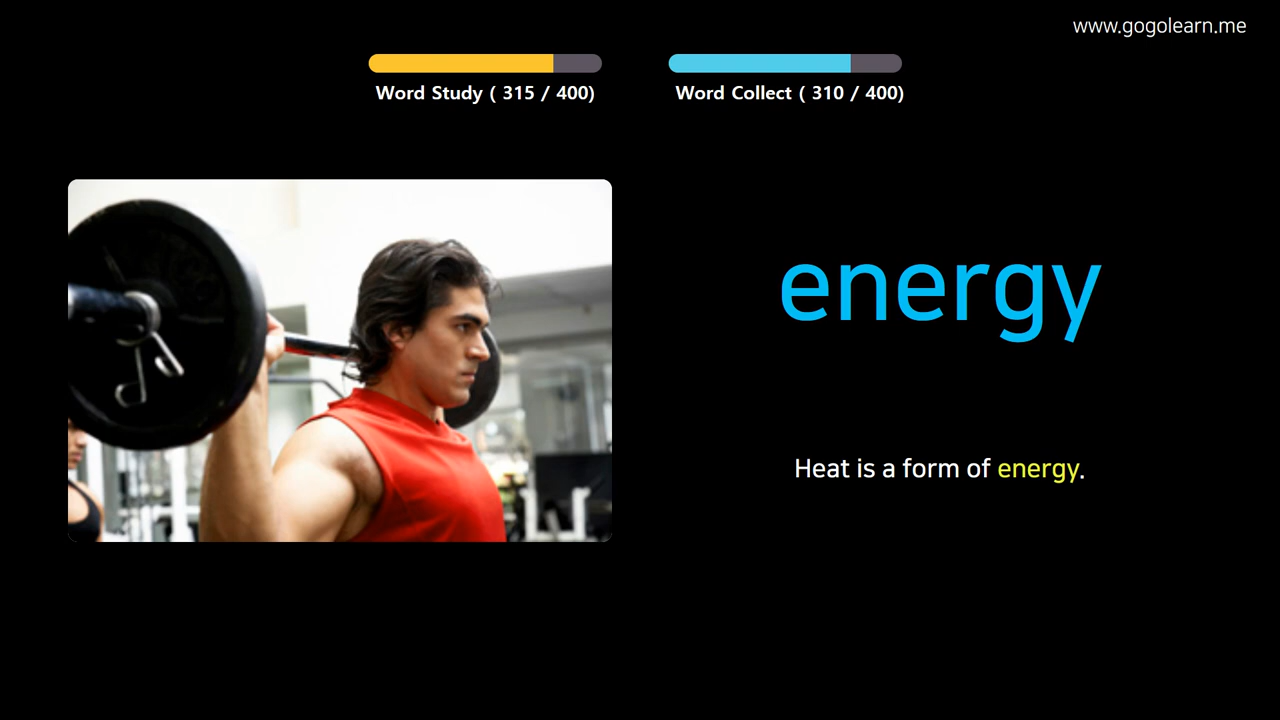 www.gogolearn.me
Word Study ( 315 / 400)
Word Collect ( 310 / 400)
energy
Heat is a form of energy.